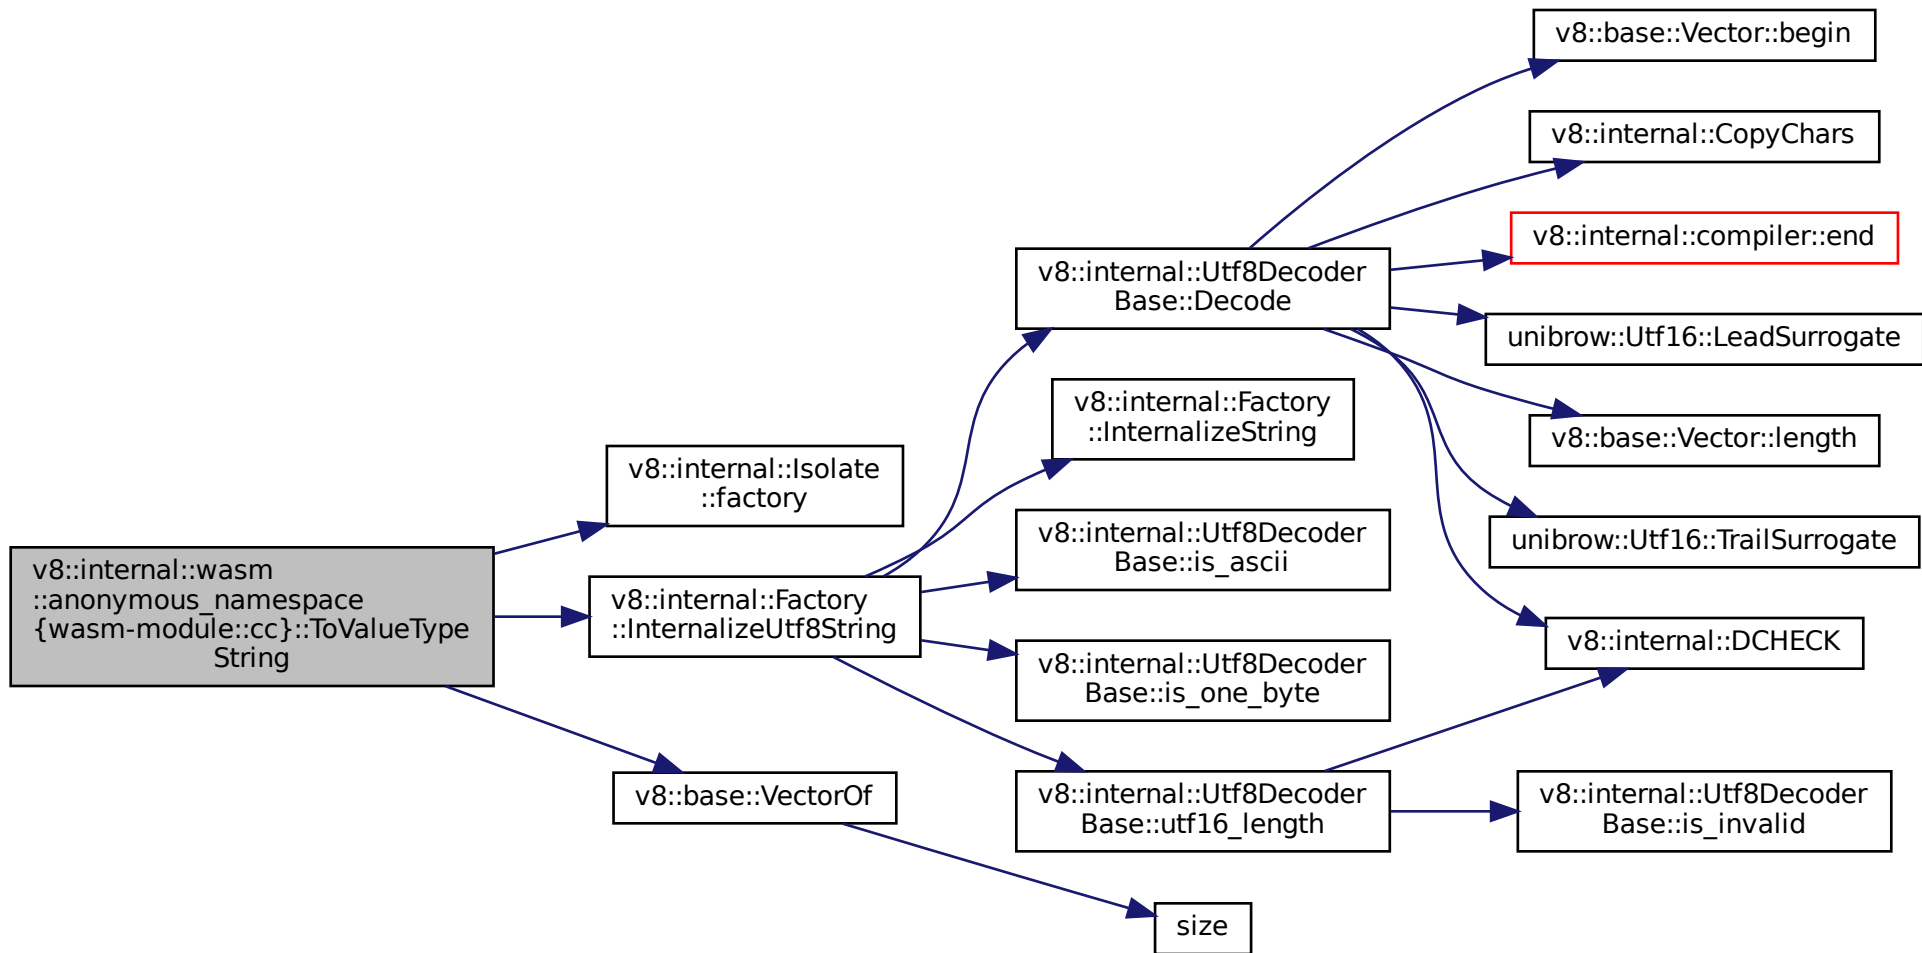 v8::internal::wasm
::anonymous_namespace
{wasm-module::cc}::ToValueType
String
v8::internal::Isolate
::factory
v8::internal::Factory
::InternalizeUtf8String
v8::base::VectorOf
v8::internal::Utf8Decoder
Base::Decode
v8::internal::Factory
::InternalizeString
v8::internal::Utf8Decoder
Base::is_ascii
v8::internal::Utf8Decoder
Base::is_one_byte
v8::internal::Utf8Decoder
Base::utf16_length
size
v8::base::Vector::begin
v8::internal::CopyChars
v8::internal::compiler::end
unibrow::Utf16::LeadSurrogate
v8::base::Vector::length
unibrow::Utf16::TrailSurrogate
v8::internal::DCHECK
v8::internal::Utf8Decoder
Base::is_invalid